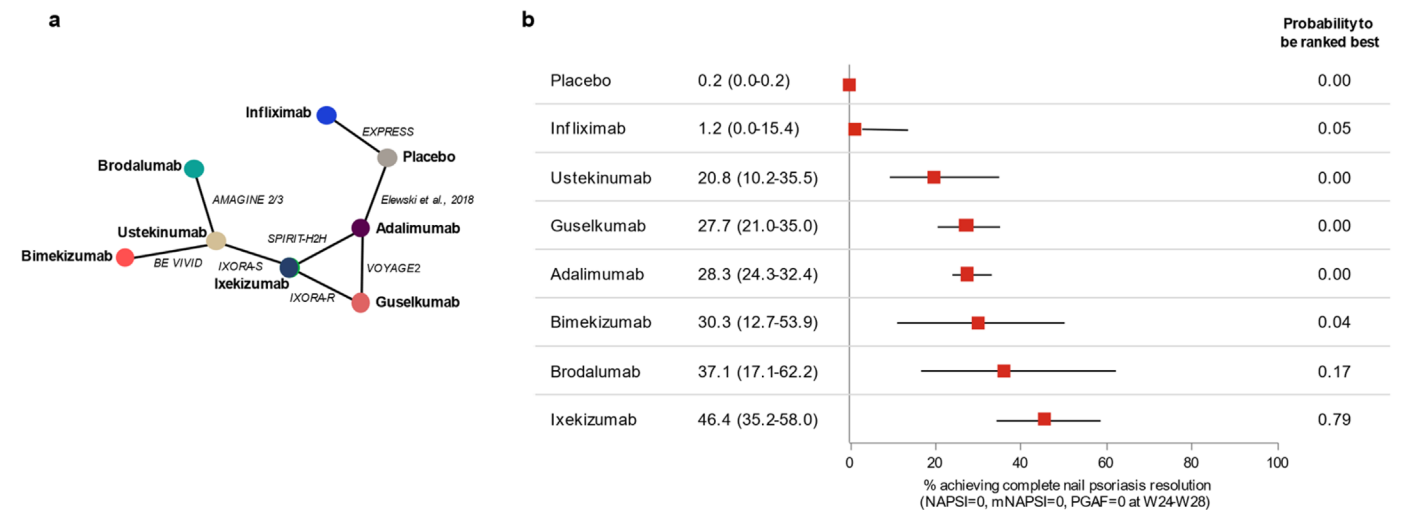 a
Infliximab
EXPRESS
Placebo
Brodalumab
AMAGINE 2/3
Elewski et al., 2018
Ustekinumab
SPIRIT-H2H
Adalimumab
Bimekizumab
BE VIVID
IXORA-S
VOYAGE2
Ixekizumab
IXORA-R
Guselkumab
b
Probability to
be ranked best
Placebo 0.2 (0.0-0.2) 0.00
Infliximab 1.2 (0.0-15.4) 0.05
Ustekinumab 20.8 (10.2-35.5) 0.00
Guselkumab 27.7 (21.0-35.0) 0.00
Adalimumab 28.3 (24.3-32.4) 0.00
Bimekizumab 30.3 (12.7-53.9) 0.04
Brodalumab 37.1 (17.1-62.2) 0.17
Ixekizumab 46.4 (35.2-58.0) 0.79
0 20 40 60 80 100
% achieving complete nail psoriasis resolution
(NAPSI=0, mNAPSI=0, PGAF=0 at W24-W28)